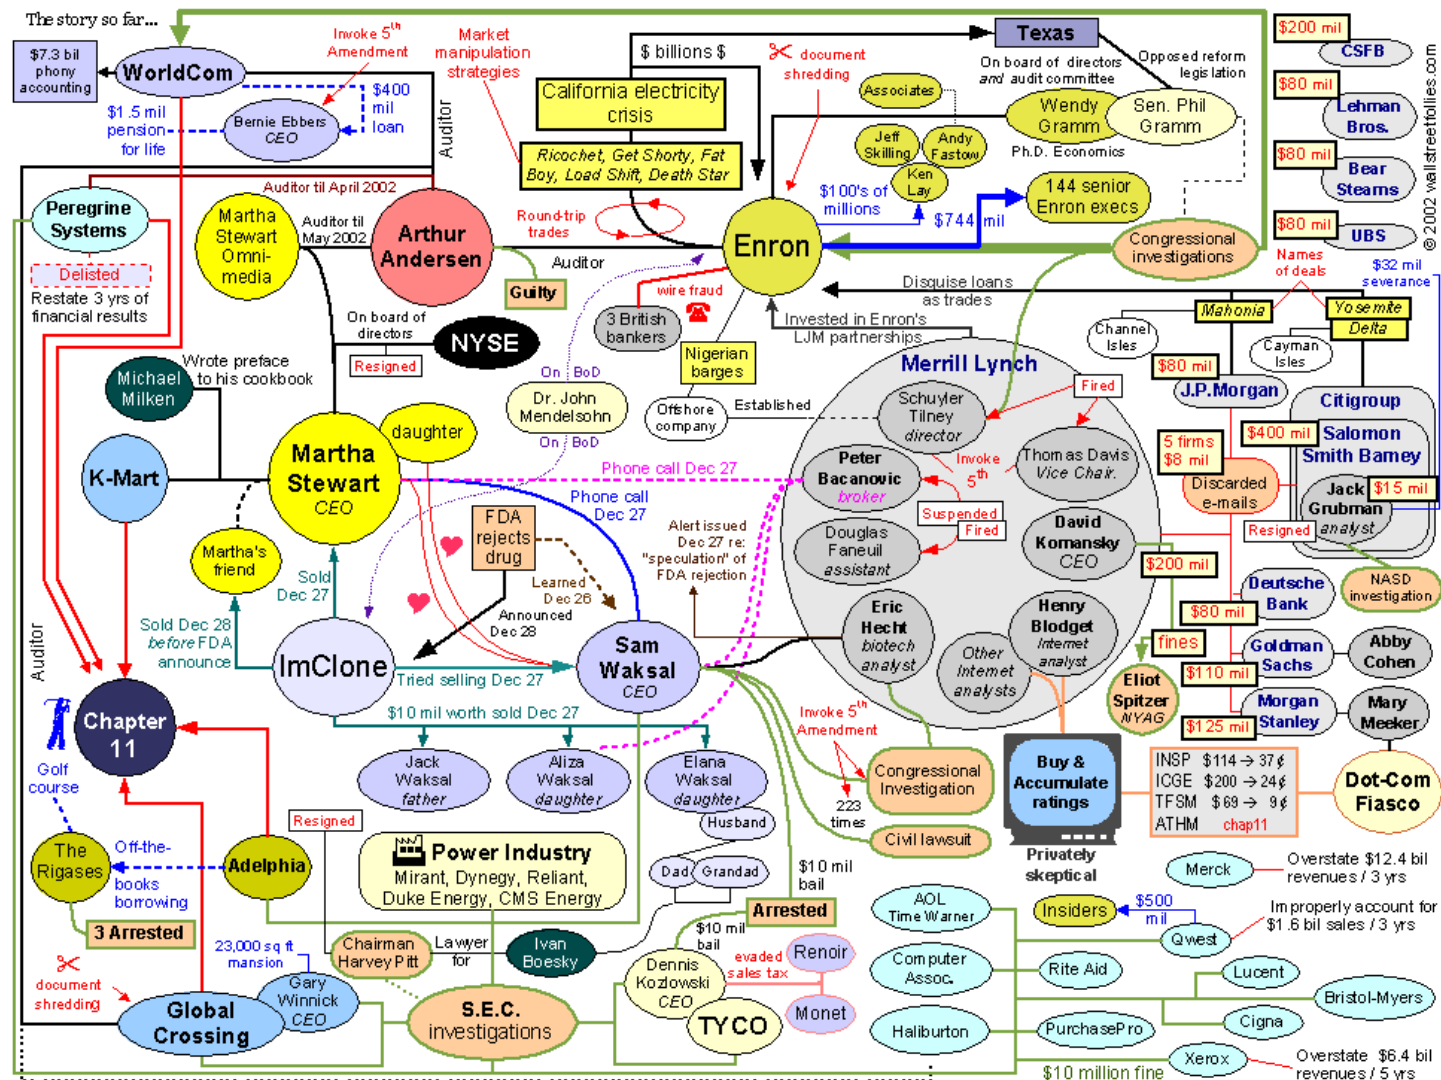 The story so far...
$7.3 bil
phony
accounting
WorldCom
Invoke 5th
Amendment
$1.5 mil
pension
for life
Bernie Ebbers
CEO
$400
mil
loan
Auditor
Market
manipulation
strategies
$ billions $
California electricity
crisis
Ricochet, Get Shorty, Fat
Boy, Load Shift, Death Star
Round-trip
trades
document
shredding
Texas
On board of directors
and audit committee
Opposed reform
legislation
Associates
Wendy
Gramm
Sen. Phil
Gramm
Ph.D. Economics
Jeff
Skilling
Andy
Fastow
Ken
Lay
$100's of
millions
$744 mil
144 senior
Enron execs
Enron
Congressional
investigations
$200 mil
CSFB
$80 mil
Lehman
Bros.
$80 mil
Bear
Stearns
$80 mil
UBS
© 2002 wallstreetfollies.com
Auditor til April 2002
Peregrine
Systems
Delisted
Restate 3 yrs of
financial results
Martha
Stewart
Omni-
media
Auditor til
May 2002
Arthur
Andersen
Auditor
Guilty
wire fraud
3 British
bankers
Nigerian
barges
Offshore
company
Established
Disguise loans
as trades
Invested in Enron's
LJM partnerships
Names
of deals
$32 mil
severance
Mahonia
Yosemite
Delta
Channel
Isles
Cayman
Isles
$80 mil
J.P.Morgan
Citigroup
$400 mil
Salomon
Smith Barney
Jack
Grubman
analyst
$15 mil
Resigned
NASD
investigation
5 firms
$8 mil
Discarded
e-mails
On board of
directors
Resigned
NYSE
Michael
Milken
Wrote preface
to his cookbook
On BoD
Dr. John
Mendelsohn
On BoD
K-Mart
Martha
Stewart
CEO
daughter
Martha's
friend
Phone call Dec 27
Phone call
Dec 27
FDA
rejects
drug
Learned
Dec 26
Announced
Dec 28
Sold
Dec 27
Sold Dec 28
before FDA
announce
Merrill Lynch
Schuyler
Tilney
director
Fired
Thomas Davis
Vice Chair.
Invoke
5th
Peter
Bacanovic
broker
Suspended
Fired
Douglas
Faneuil
assistant
David
Komansky
CEO
Alert issued
Dec 27 re:
"speculation" of
FDA rejection
Eric
Hecht
biotech
analyst
Henry
Blodget
Internet
analyst
Other
Internet
analysts
$200 mil
fines
Eliot
Spitzer
NYAG
Deutsche
Bank
$80 mil
Goldman
Sachs
$110 mil
Morgan
Stanley
$125 mil
Abby
Cohen
Mary
Meeker
Auditor
ImClone
Tried selling Dec 27
Sam
Waksal
CEO
$10 mil worth sold Dec 27
Jack
Waksal
father
Aliza
Waksal
daughter
Elana
Waksal
daughter
Husband
Dad
Grandad
Invoke 5th
Amendment
223
times
Congressional
Investigation
Civil lawsuit
$10 mil
bail
Arrested
Buy &
Accumulate
ratings
Privately
skeptical
INSP $114 → 37¢
ICGE $200 → 24¢
TFSM $69 → 9¢
ATHM chap11
Dot-Com
Fiasco
Chapter
11
Golf
course
The
Rigases
Off-the-
books
borrowing
Adelphia
3 Arrested
Resigned
Power Industry
Mirant, Dynegy, Reliant,
Duke Energy, CMS Energy
Chairman
Harvey Pitt
Lawyer
for
Ivan
Boesky
23,000 sq ft
mansion
document
shredding
Gary
Winnick
CEO
Global
Crossing
S.E.C.
investigations
$10 mil
bail
Dennis
Kozlowski
CEO
TYCO
evaded
sales tax
Renoir
Monet
AOL
Time Warner
Computer
Assoc.
Haliburton
Insiders
$500
mil
Qwest
Improperly account for
$1.6 bil sales / 3 yrs
Merck
Overstate $12.4 bil
revenues / 3 yrs
Rite Aid
Lucent
Bristol-Myers
PurchasePro
Cigna
Xerox
Overstate $6.4 bil
revenues / 5 yrs
$10 million fine